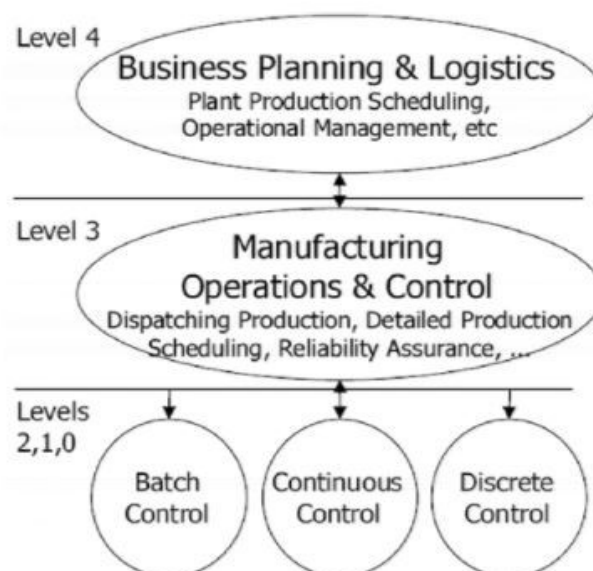 Level 4
Business Planning & Logistics
Plant Production Scheduling,
Operational Management, etc
Level 3
Manufacturing
Operations & Control
Dispatching Production, Detailed Production
Scheduling, Reliability Assurance, ...
Levels
2,1,0
Batch
Control
Continuous
Control
Discrete
Control